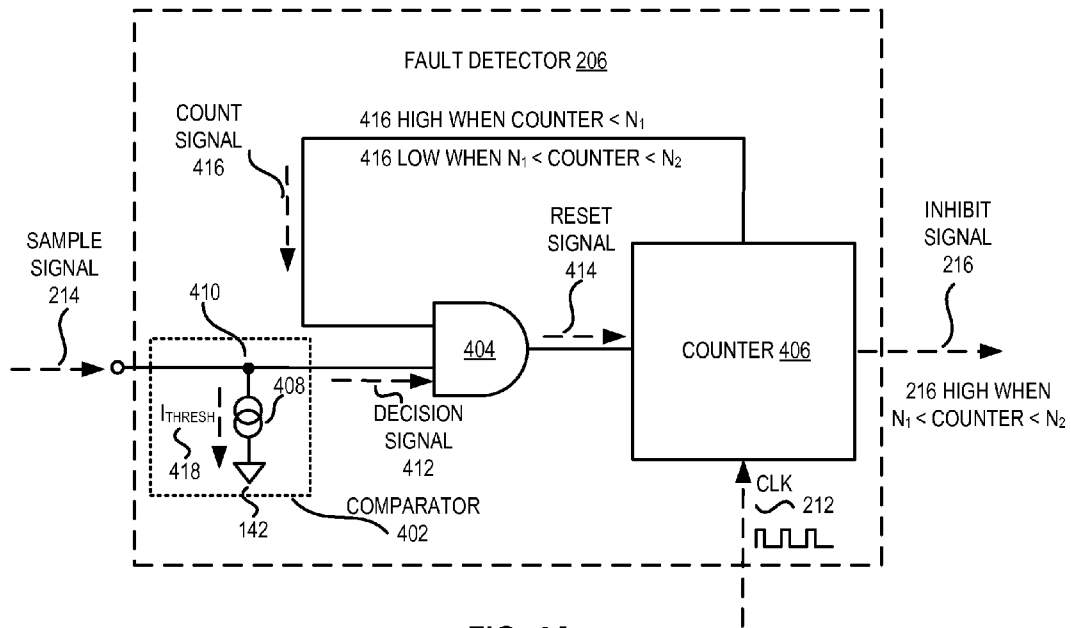 FAULT DETECTOR 206
COUNT
SIGNAL
416
416 HIGH WHEN COUNTER < N₁
416 LOW WHEN N₁ < COUNTER < N₂
SAMPLE
SIGNAL
214
410
RESET
SIGNAL
414
INHIBIT
SIGNAL
216
404
COUNTER 406
408
I_THRESH
418
DECISION
SIGNAL
412
216 HIGH WHEN
N₁ < COUNTER < N₂
142
COMPARATOR
402
CLK
212